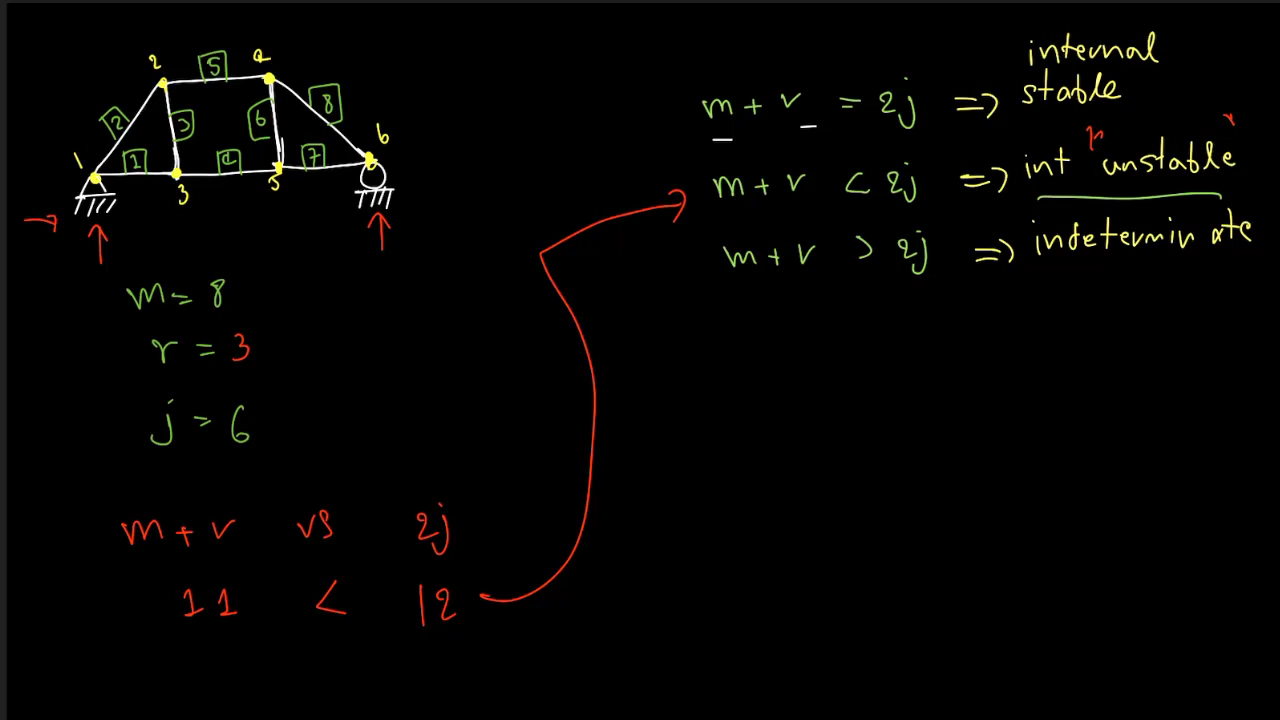 2 5 4
2 3 6 8
1 1 4 7 6
3 5
m = 8
r = 3
j = 6
m + r vs 2j
11 < 12
m + r = 2j => internal stable
m + r < 2j => int unstable
m + r > 2j => indeterminate